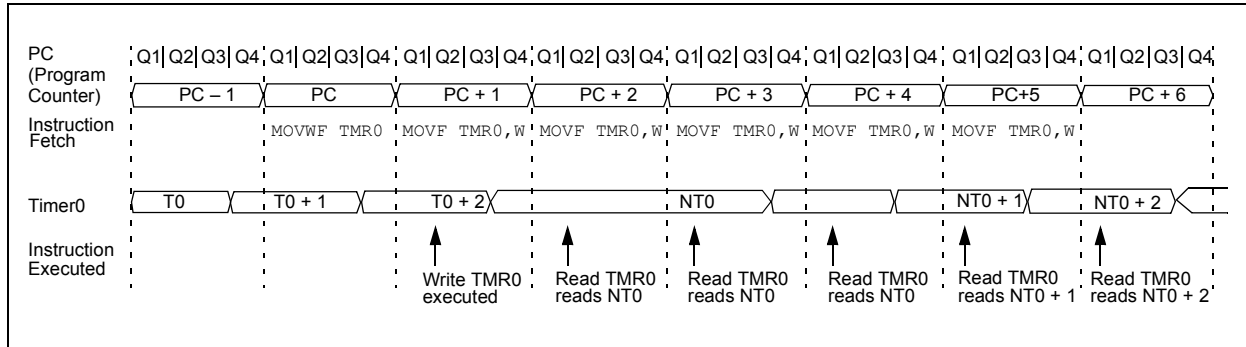 PC
(Program
Counter)
Q1 Q2 Q3 Q4 Q1 Q2 Q3 Q4 Q1 Q2 Q3 Q4 Q1 Q2 Q3 Q4 Q1 Q2 Q3 Q4 Q1 Q2 Q3 Q4 Q1 Q2 Q3 Q4 Q1 Q2 Q3 Q4
PC – 1 PC PC + 1 PC + 2 PC + 3 PC + 4 PC+5 PC + 6
Instruction
Fetch
MOVWF TMR0 MOVF TMR0,W MOVF TMR0,W MOVF TMR0,W MOVF TMR0,W MOVF TMR0,W
Timer0
T0 T0 + 1 T0 + 2 NT0 NT0 + 1 NT0 + 2
Instruction
Executed
Write TMR0
executed
Read TMR0
reads NT0
Read TMR0
reads NT0
Read TMR0
reads NT0
Read TMR0
reads NT0 + 1
Read TMR0
reads NT0 + 2